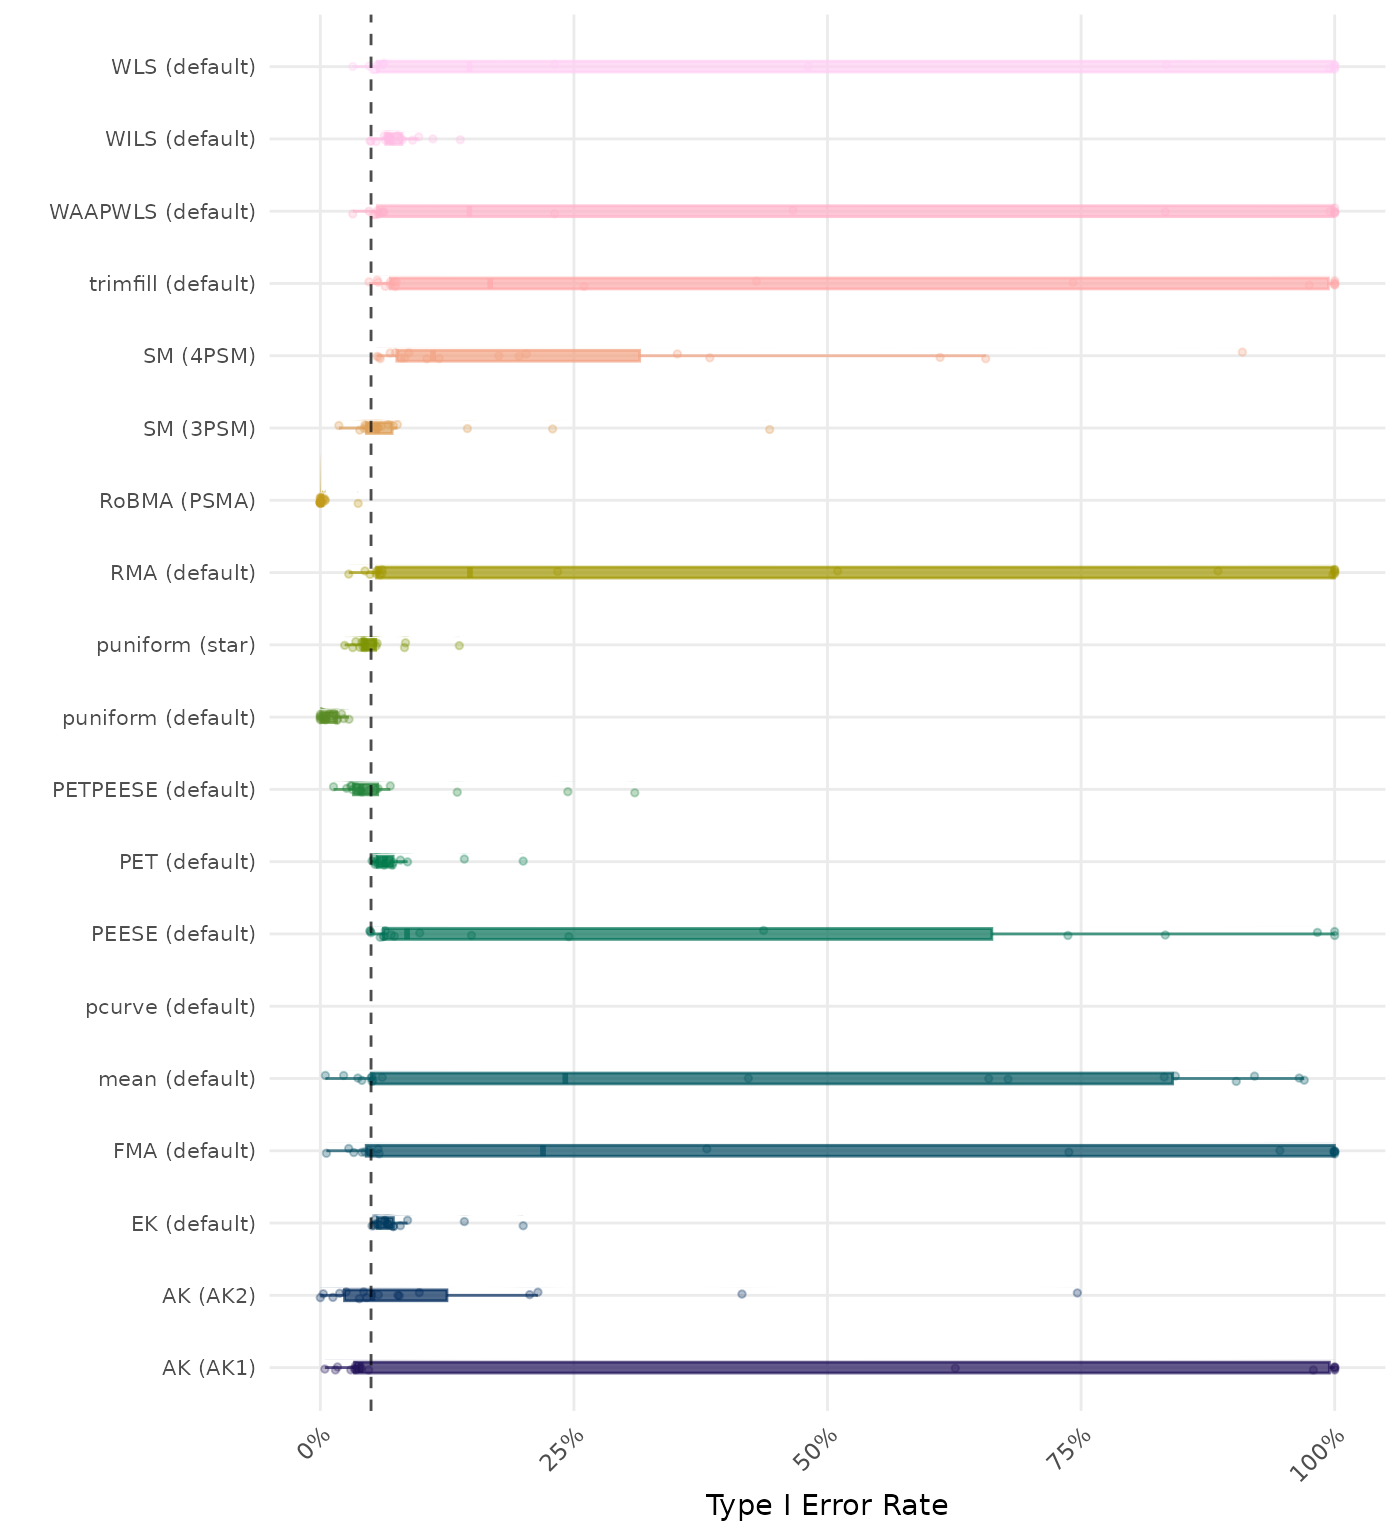 WLS (default)
WILS (default)
WAAPWLS (default)
trimfill (default)
SM (4PSM)
SM (3PSM)
RoBMA (PSMA)
RMA (default)
puniform (star)
puniform (default)
PETPEESE (default)
PET (default)
PEESE (default)
pcurve (default)
mean (default)
FMA (default)
EK (default)
AK (AK2)
AK (AK1)
0% 25% 50% 75% 100%
Type I Error Rate